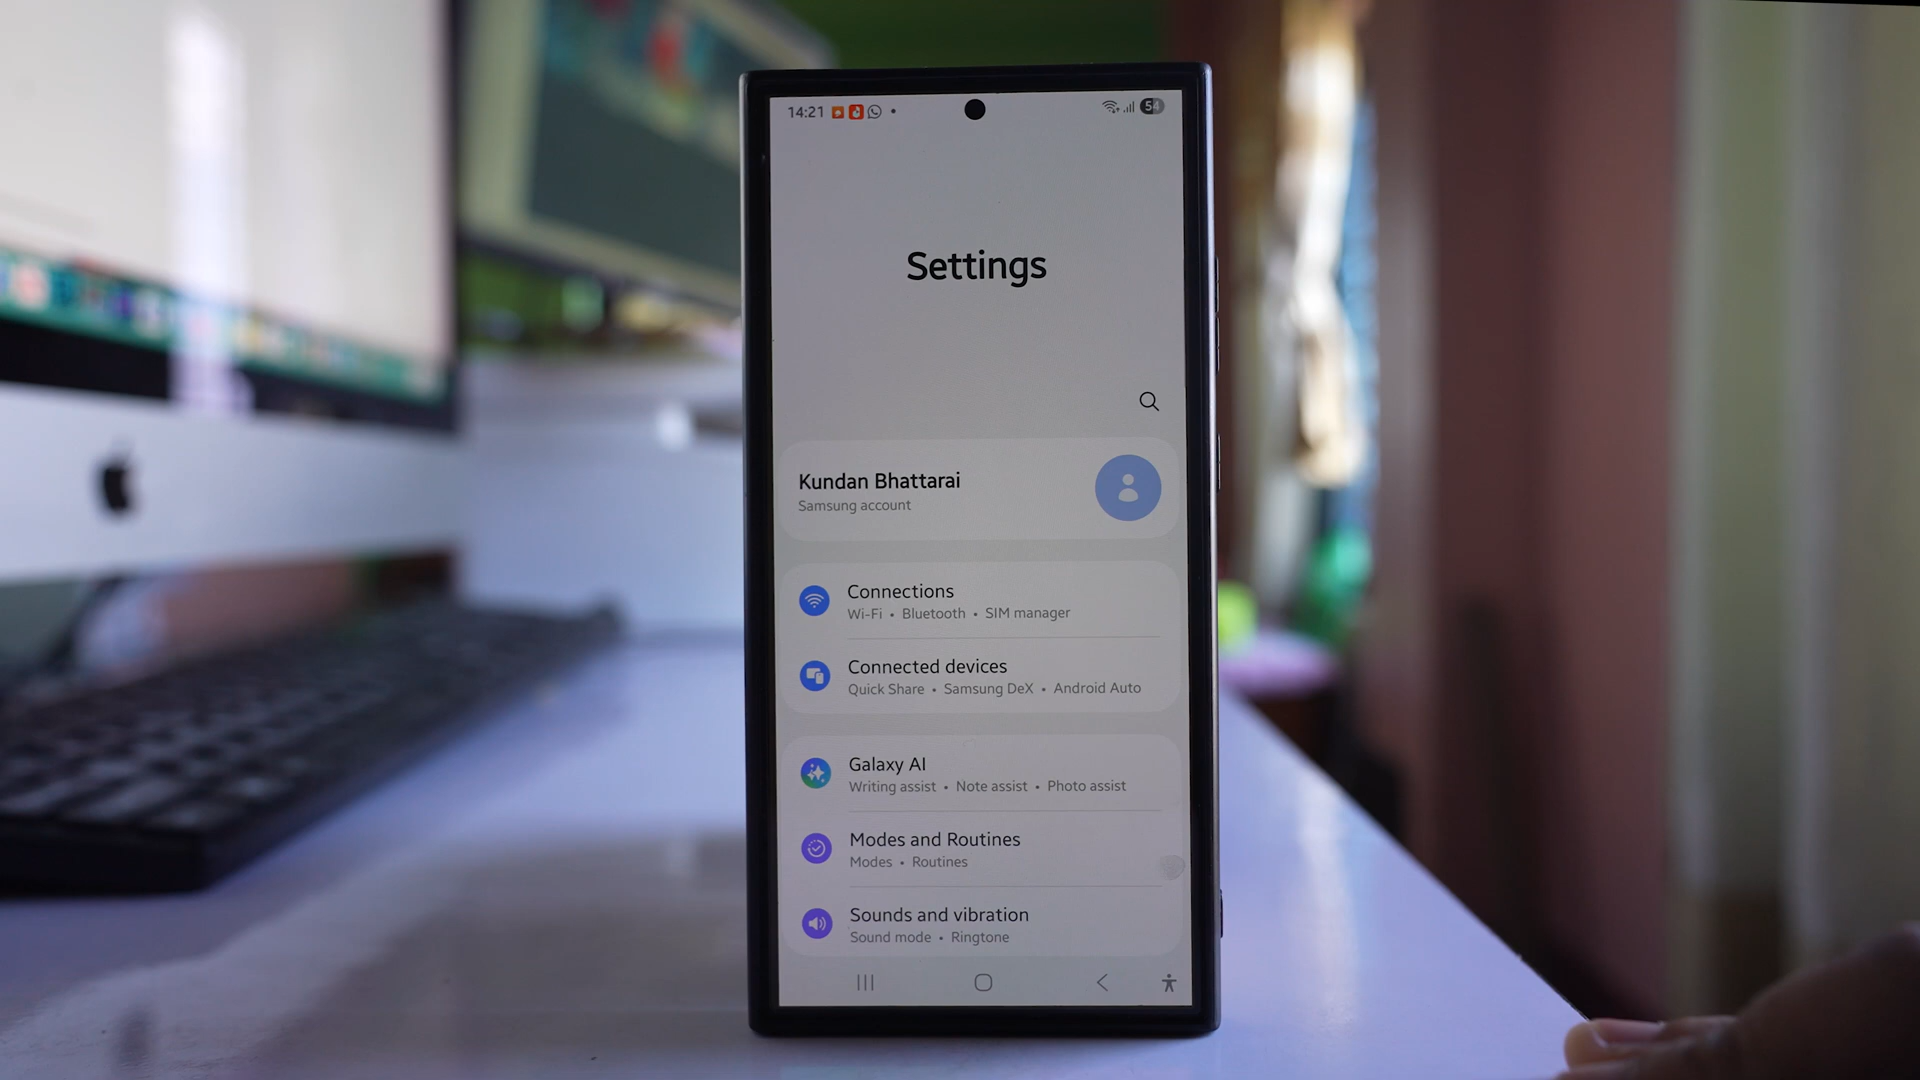 14:21
54
Settings
Kundan Bhattarai
Samsung account
Connections
Wi-Fi • Bluetooth • SIM manager
Connected devices
Quick Share • Samsung DeX • Android Auto
Galaxy AI
Writing assist • Note assist • Photo assist
Modes and Routines
Modes • Routines
Sounds and vibration
Sound mode • Ringtone